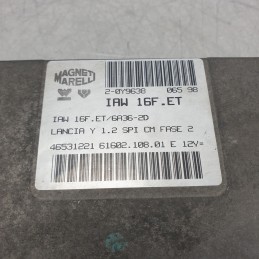 MAGNETI
MARELLI
2-0Y9638 065 98
IAW 16F.ET
IAW 16F.ET/6A36-2D
LANCIA Y 1.2 SPI CM FASE 2
46531221 61602.108.01 E 12V=